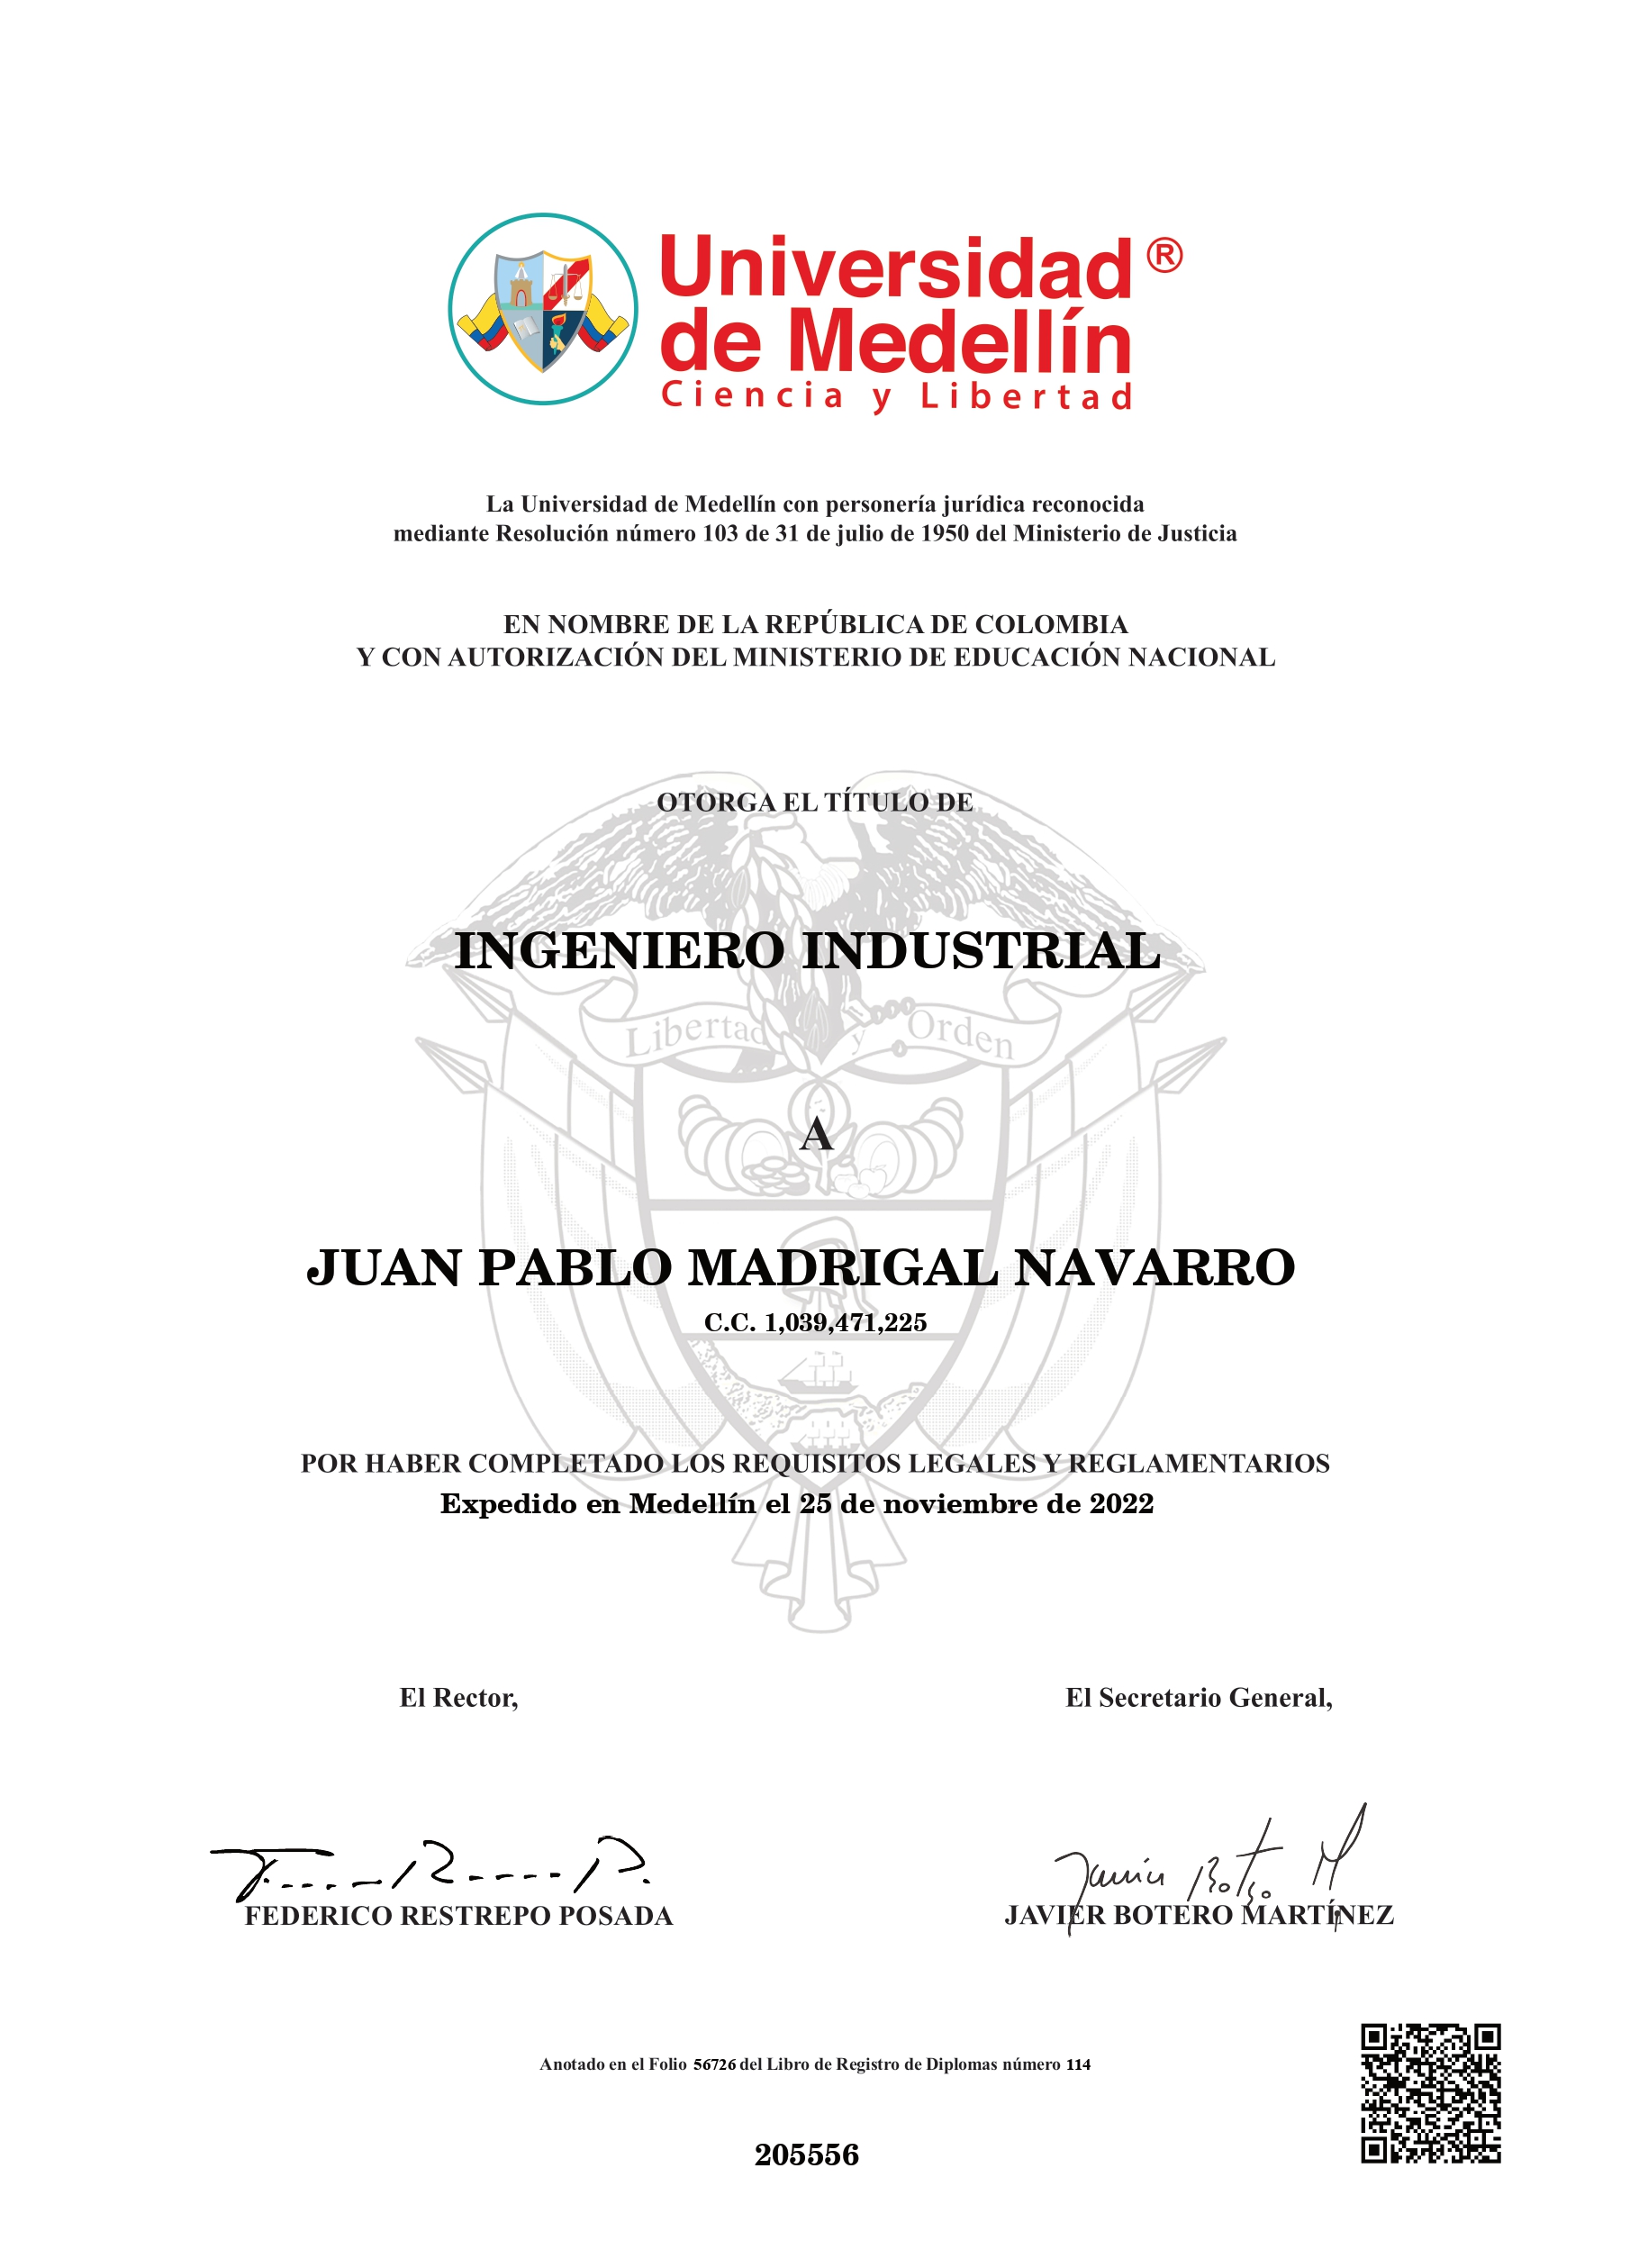 Universidad ®
de Medellín
Ciencia y Libertad
La Universidad de Medellín con personería jurídica reconocida
mediante Resolución número 103 de 31 de julio de 1950 del Ministerio de Justicia
EN NOMBRE DE LA REPÚBLICA DE COLOMBIA
Y CON AUTORIZACIÓN DEL MINISTERIO DE EDUCACIÓN NACIONAL
OTORGA EL TÍTULO DE
INGENIERO INDUSTRIAL
Libertad y Orden
A
JUAN PABLO MADRIGAL NAVARRO
C.C. 1,039,471,225
POR HABER COMPLETADO LOS REQUISITOS LEGALES Y REGLAMENTARIOS
Expedido en Medellín el 25 de noviembre de 2022
El Rector, El Secretario General,
Javier Botero M
FEDERICO RESTREPO POSADA JAVIER BOTERO MARTÍNEZ
Anotado en el Folio 56726 del Libro de Registro de Diplomas número 114
205556